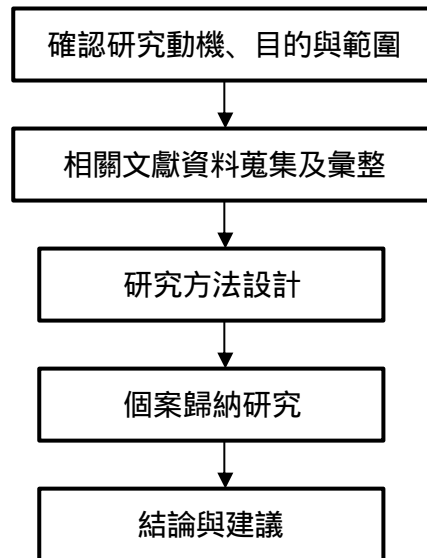 確認研究動機、目的與範圍
相關文獻資料蒐集及彙整
研究方法設計
個案歸納研究
結論與建議